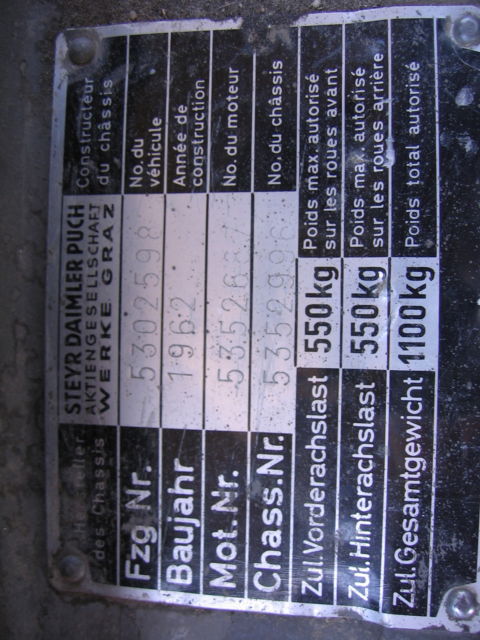 Hersteller des Chassis STEYR DAIMLER PUCH AKTIENGESELLSCHAFT WERKE GRAZ Constructeur du châssis
Fzg Nr. 5302598 No. du véhicule
Baujahr 1962 Année de construction
Mot. Nr. No. du moteur
Chass. Nr. No. du châssis
Zul. Vorderachslast 550 kg Poids max. autorisé sur les roues avant
Zul. Hinterachslast 550 kg Poids max. autorisé sur les roues arrière
Zul. Gesamtgewicht 1100 kg Poids total autorisé